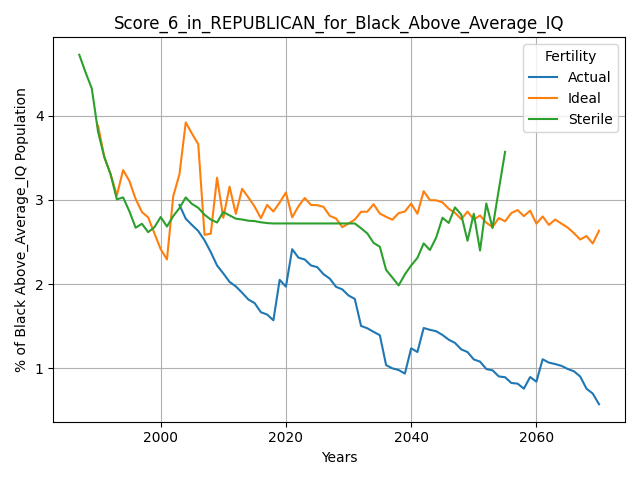 Score_6_in_REPUBLICAN_for_Black_Above_Average_IQ
Fertility
Actual
Ideal
Sterile
% of Black Above_Average_IQ Population
4
3
2
1
2000
2020
2040
2060
Years